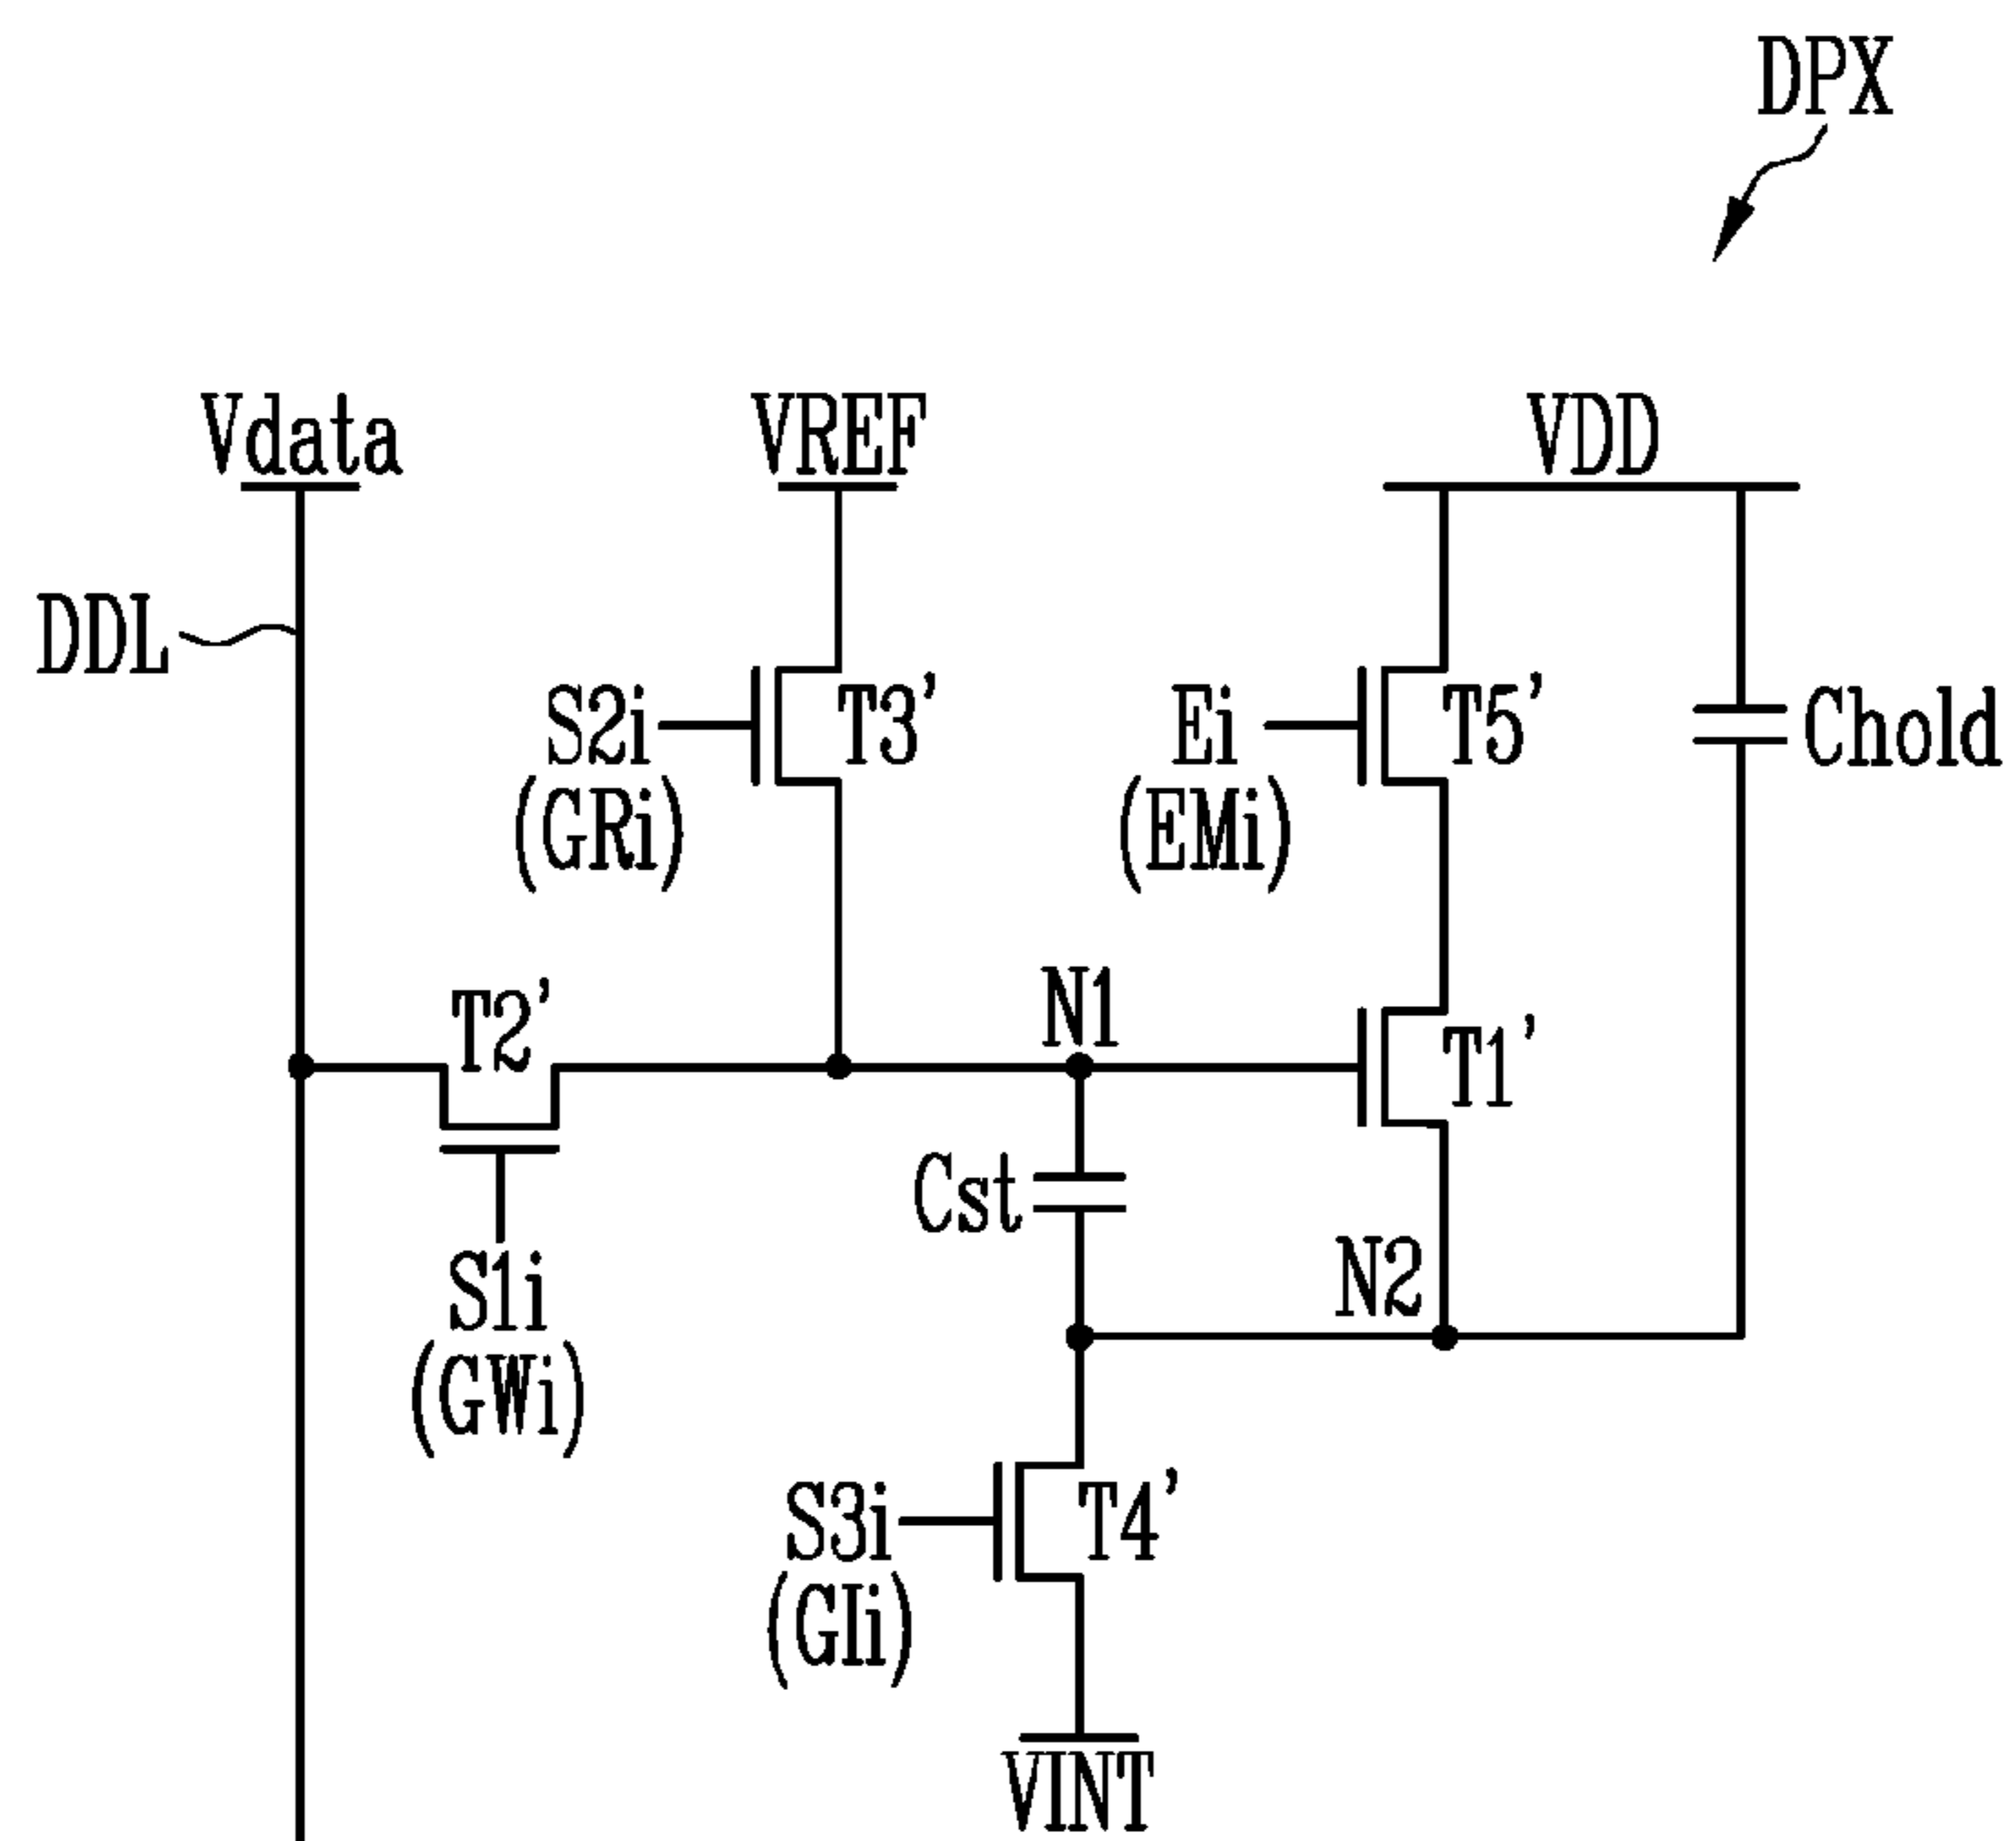 DPX
Vdata
VREF
VDD
DDL
S2i
(GRi)
T3'
Ei
(EMi)
T5'
Chold
T2'
N1
T1'
Cst
S1i
(GWi)
N2
S3i
(GIi)
T4'
VINT